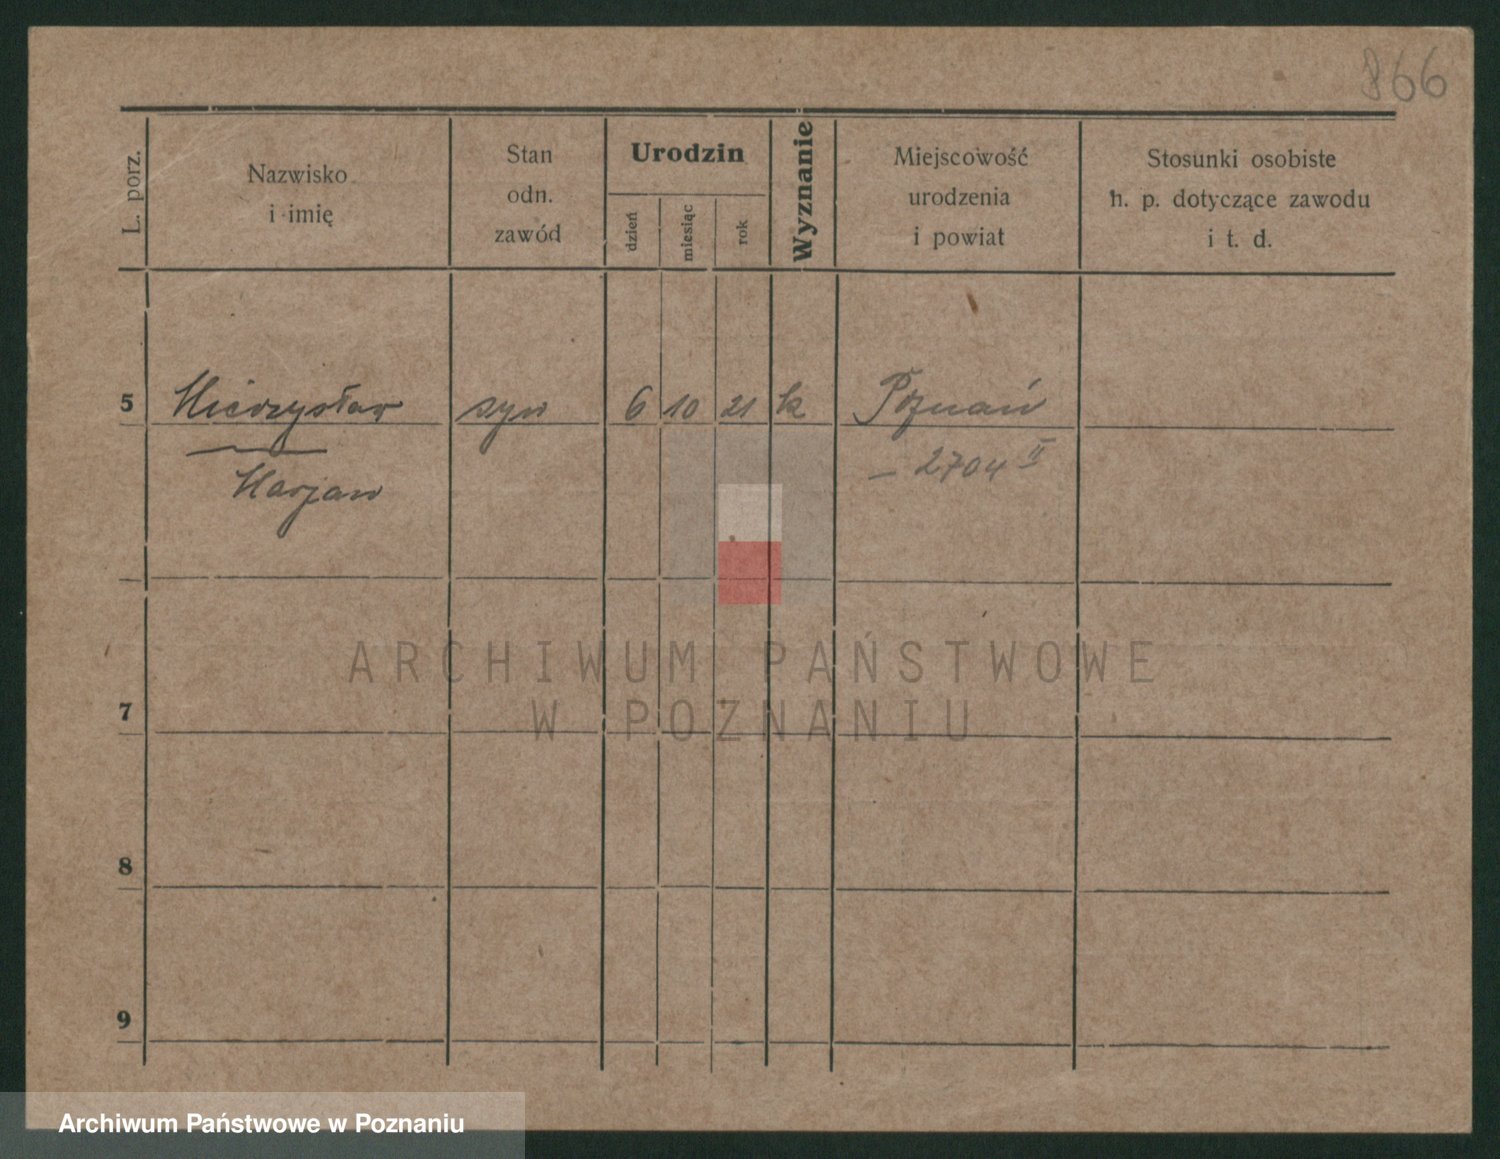 866
L. porz.
Nazwisko
i imię
Stan
odn.
zawód
Urodzin
dzień
miesiąc
rok
Wyznanie
Miejscowość
urodzenia
i powiat
Stosunki osobiste
h. p. dotyczące zawodu
i t. d.
5 Mieczysław syn 6 10 21 k Poznań
Marjan — 2704 II
ARCHIWUM PAŃSTWOWE
W POZNANIU
7
8
9
Archiwum Państwowe w Poznaniu